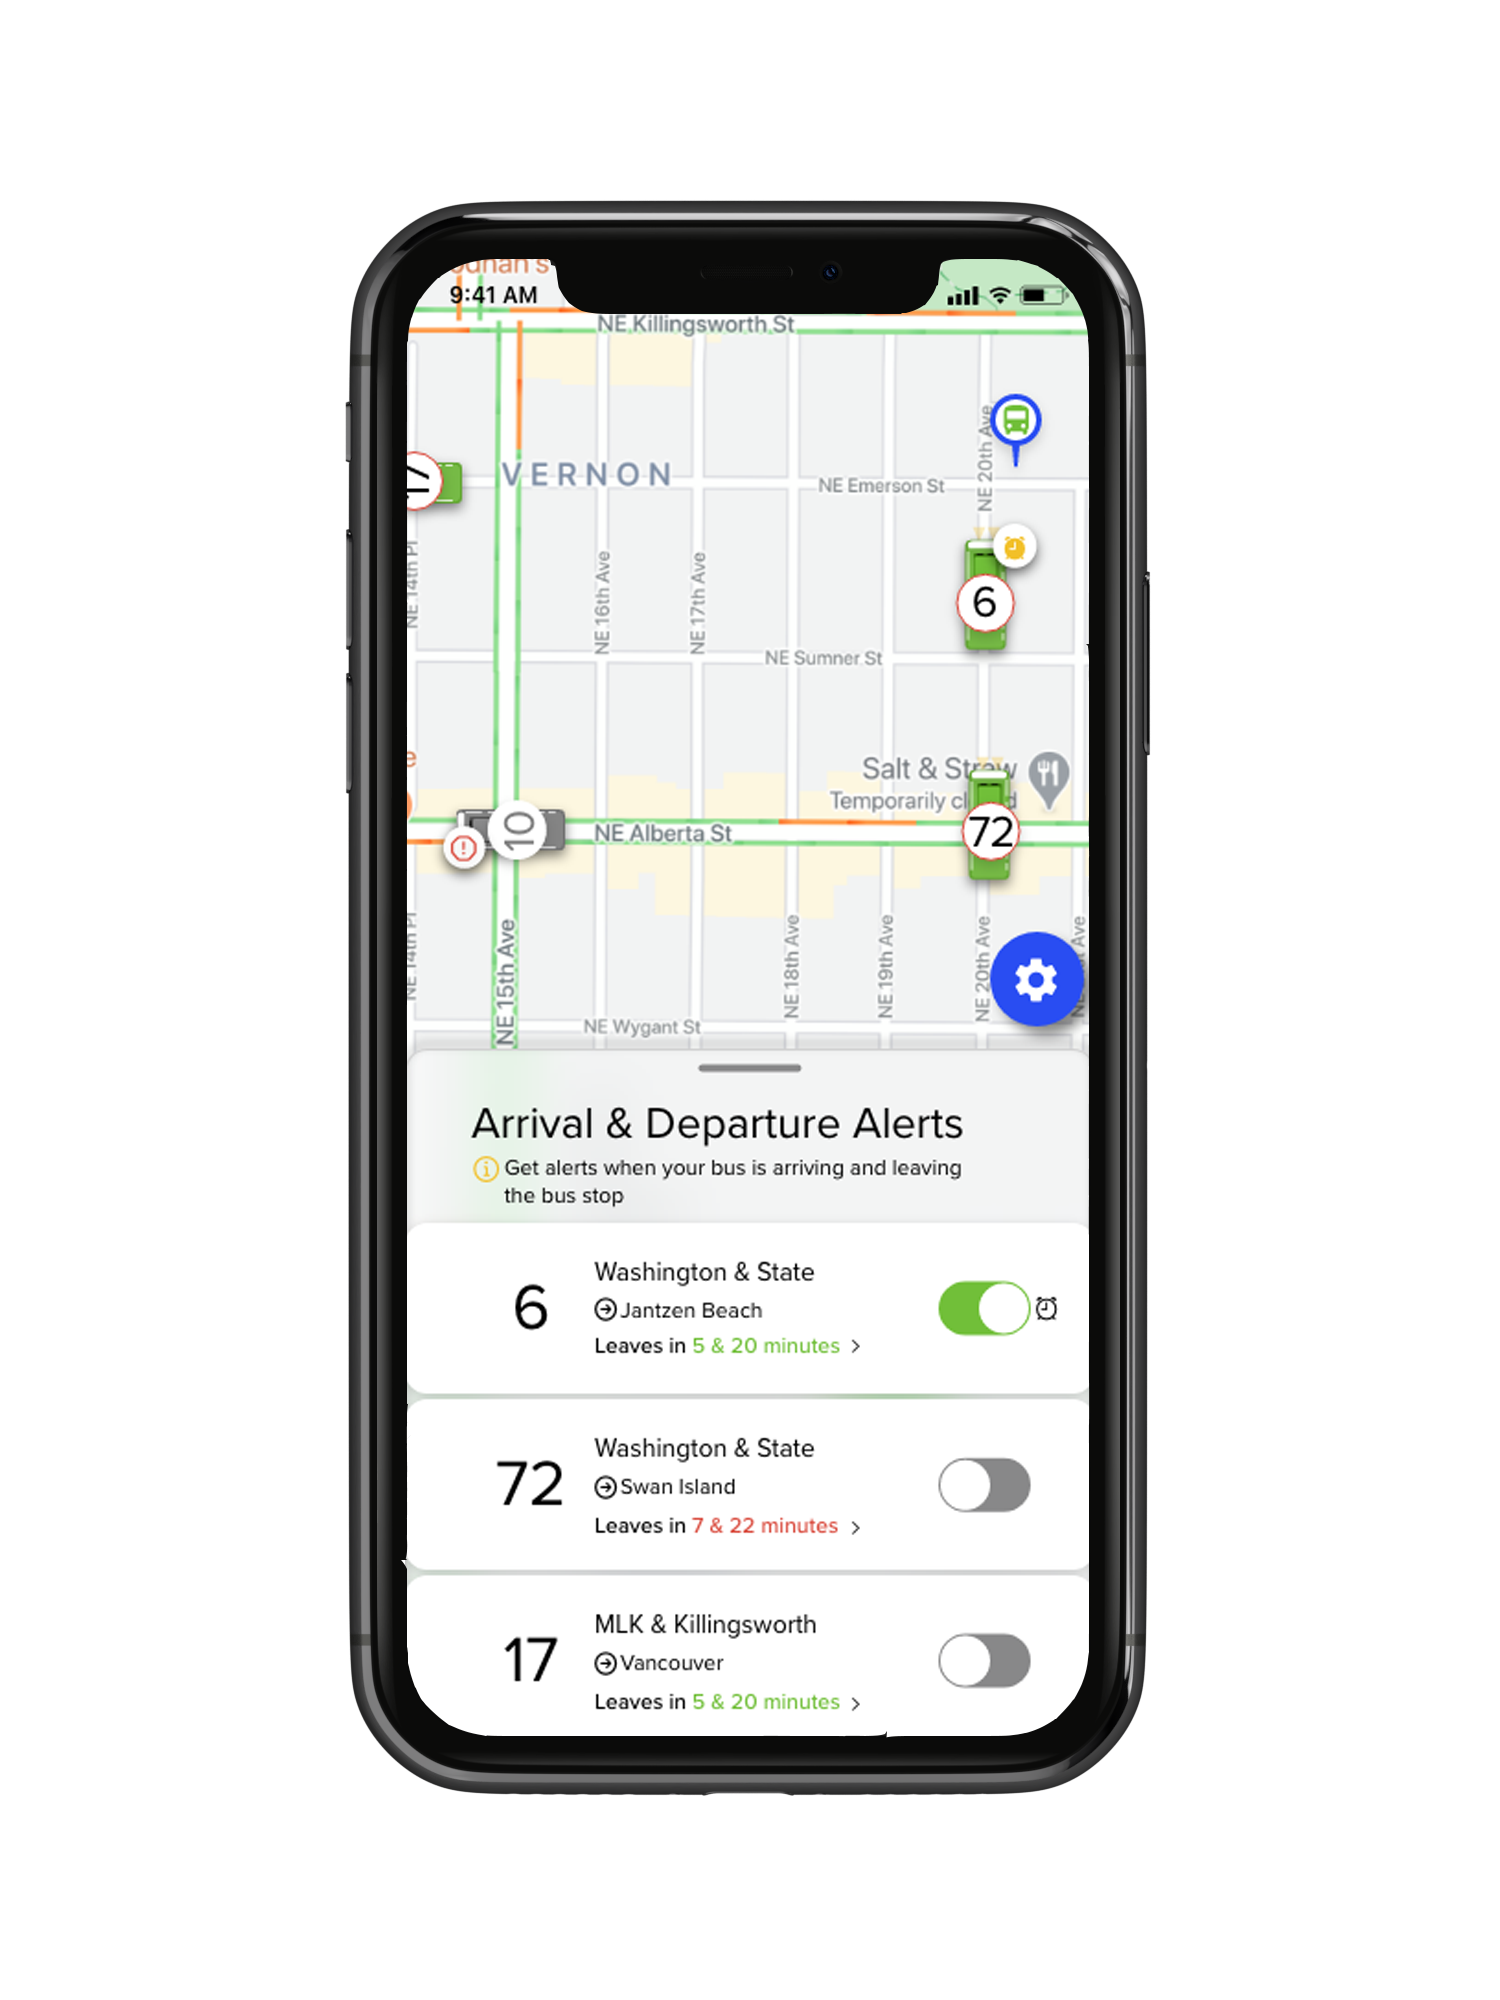 9:41 AM
NE Killingsworth St
NE 20th Ave
VERNON
NE Emerson St
17
NE 14th Pl
NE 16th Ave
NE 17th Ave
6
NE Sumner St
Salt & Straw
Temporarily cl d
10
NE Alberta St
72
NE 14th Pl
NE 15th Ave
NE 18th Ave
NE 19th Ave
NE 20th Ave
Ave
NE Wygant St
Arrival & Departure Alerts
Get alerts when your bus is arriving and leaving
the bus stop
6
Washington & State
Jantzen Beach
Leaves in 5 & 20 minutes >
72
Washington & State
Swan Island
Leaves in 7 & 22 minutes >
17
MLK & Killingsworth
Vancouver
Leaves in 5 & 20 minutes >